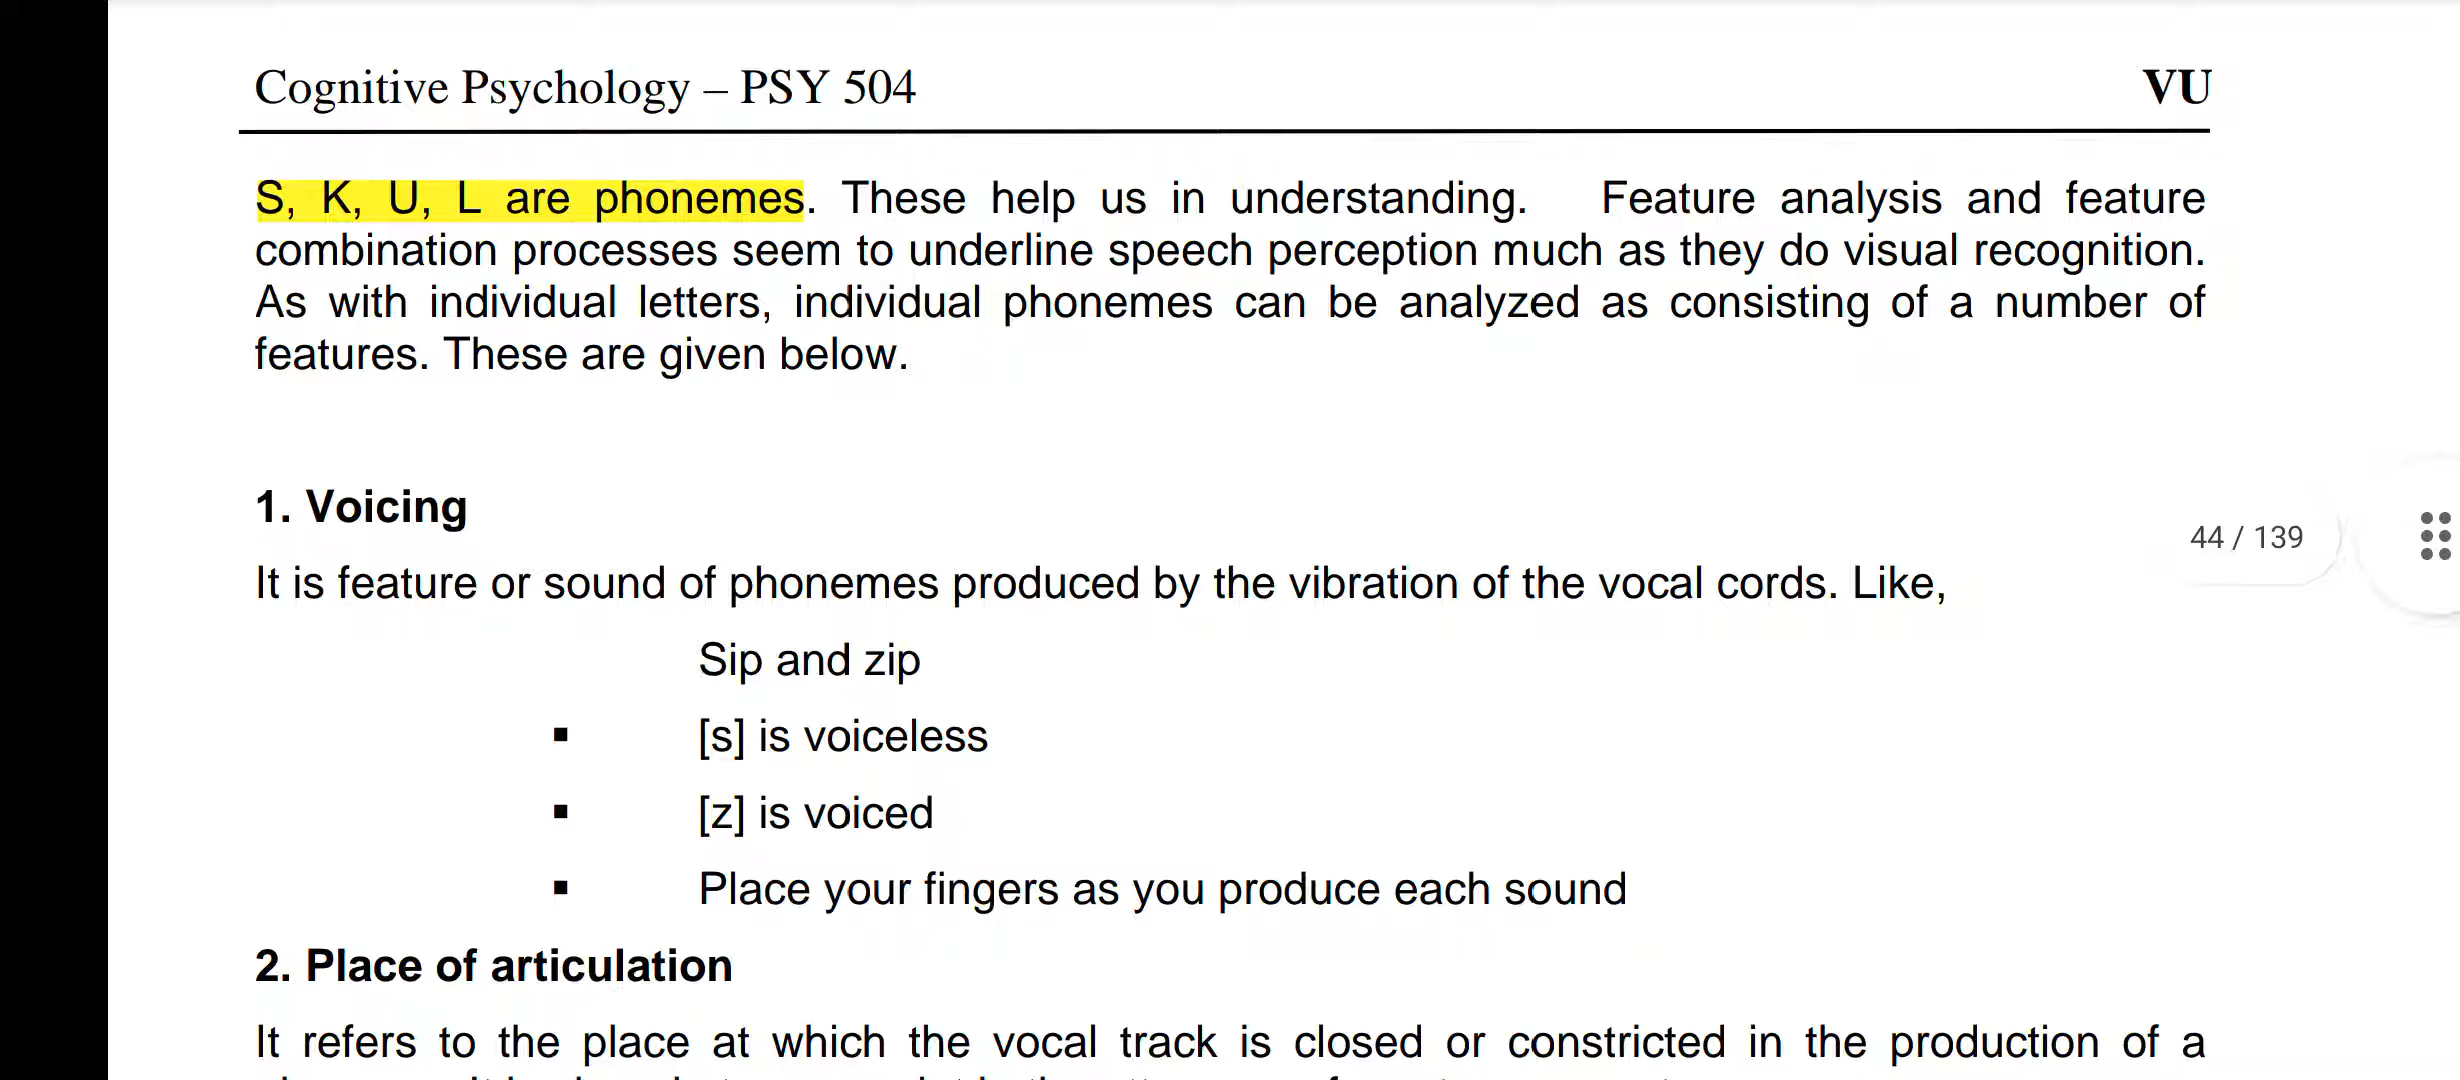 Cognitive Psychology – PSY 504 VU
S, K, U, L are phonemes. These help us in understanding. Feature analysis and feature
combination processes seem to underline speech perception much as they do visual recognition.
As with individual letters, individual phonemes can be analyzed as consisting of a number of
features. These are given below.
1. Voicing
44 / 139
It is feature or sound of phonemes produced by the vibration of the vocal cords. Like,
Sip and zip
▪ [s] is voiceless
▪ [z] is voiced
▪ Place your fingers as you produce each sound
2. Place of articulation
It refers to the place at which the vocal track is closed or constricted in the production of a